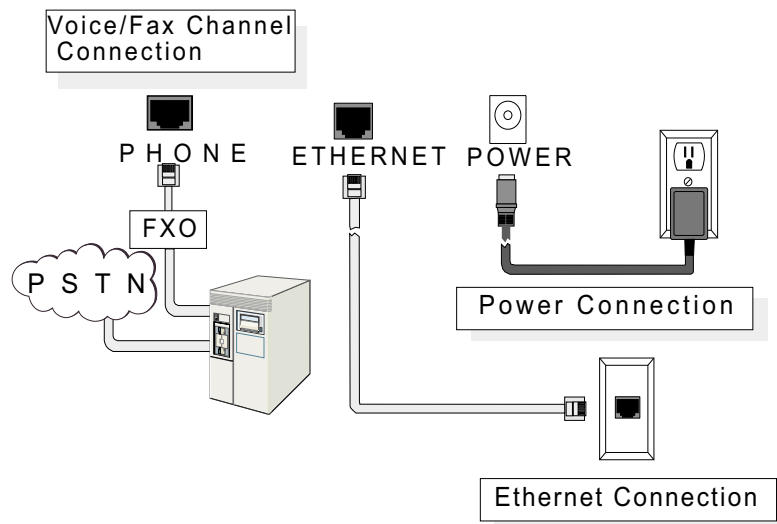 Voice/Fax Channel
Connection
PHONE
ETHERNET
POWER
FXO
PSTN
Power Connection
Ethernet Connection